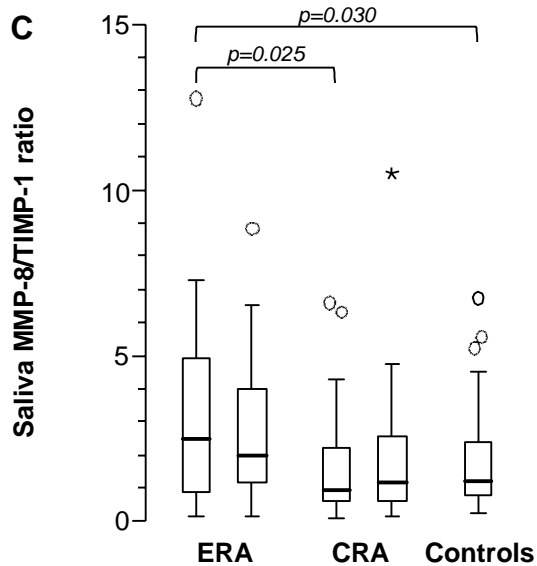 C
15
p=0.030
p=0.025
10
5
0
Saliva MMP-8/TIMP-1 ratio
*
ERA CRA Controls